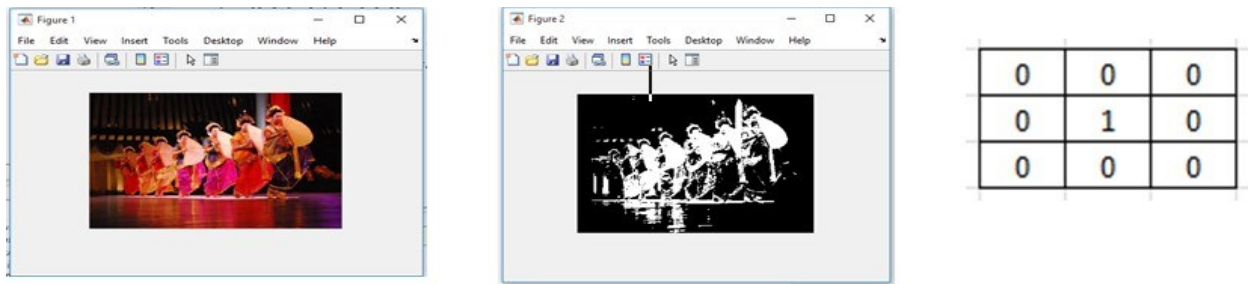 Figure 1
File Edit View Insert Tools Desktop Window Help
Figure 2
File Edit View Insert Tools Desktop Window Help
0 0 0
0 1 0
0 0 0